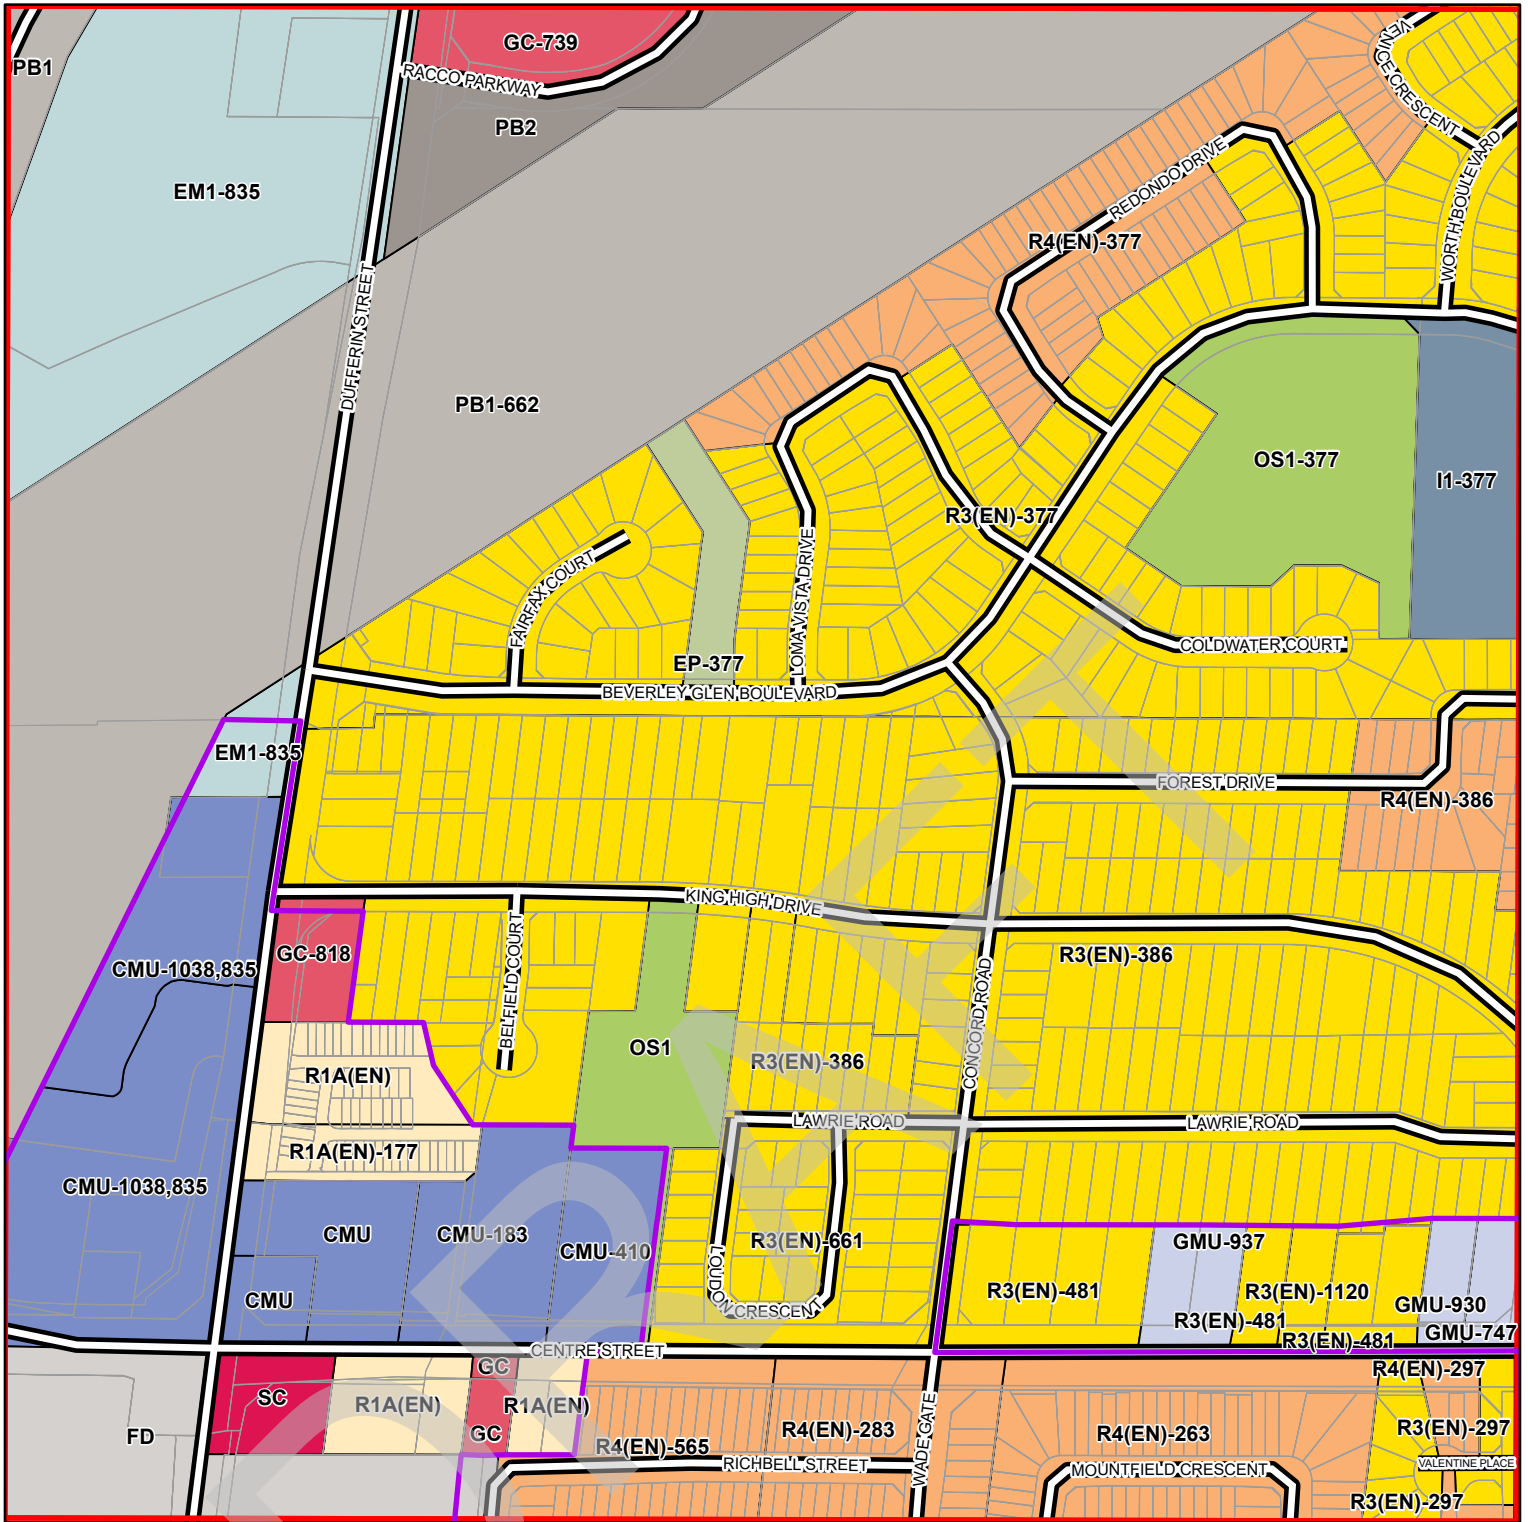 GC-739
VENICE CRESCENT
PB1
RACCO PARKWAY
PB2
EM1-835
REDONDO DRIVE
WORTH BOULEVARD
R4(EN)-377
DUFFERIN STREET
PB1-662
OS1-377
I1-377
R3(EN)-377
FAIRFAX COURT
LOMA VISTA DRIVE
COLDWATER COURT
EP-377
BEVERLEY GLEN BOULEVARD
EM1-835
FOREST DRIVE
R4(EN)-386
KING HIGH DRIVE
GC-818
R3(EN)-386
CMU-1038,835
BELFIELD COURT
CONCORD ROAD
OS1
R3(EN)-386
R1A(EN)
LAWRIE ROAD
LAWRIE ROAD
R1A(EN)-177
CMU-1038,835
CMU
CMU-183
CMU-410
R3(EN)-661
GMU-937
LOUDON CRESCENT
R3(EN)-481
R3(EN)-1120
CMU
GMU-930
R3(EN)-481
GMU-747
R3(EN)-481
CENTRE STREET
GC
R4(EN)-297
SC
R1A(EN)
R1A(EN)
WADE GATE
FD
GC
R4(EN)-565
R4(EN)-283
R4(EN)-263
R3(EN)-297
RICHBELL STREET
MOUNTFIELD CRESCENT
VALENTINE PLACE
R3(EN)-297
DRAFT